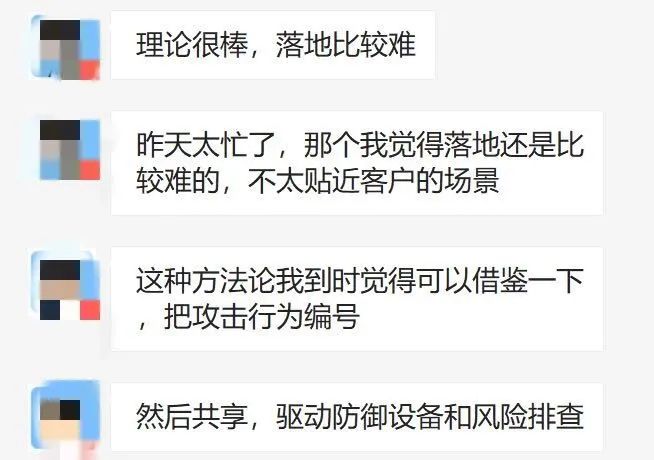 理论很棒，落地比较难
昨天太忙了，那个我觉得落地还是比
较难的，不太贴近客户的场景
这种方法论我到时觉得可以借鉴一下
，把攻击行为编号
然后共享，驱动防御设备和风险排查